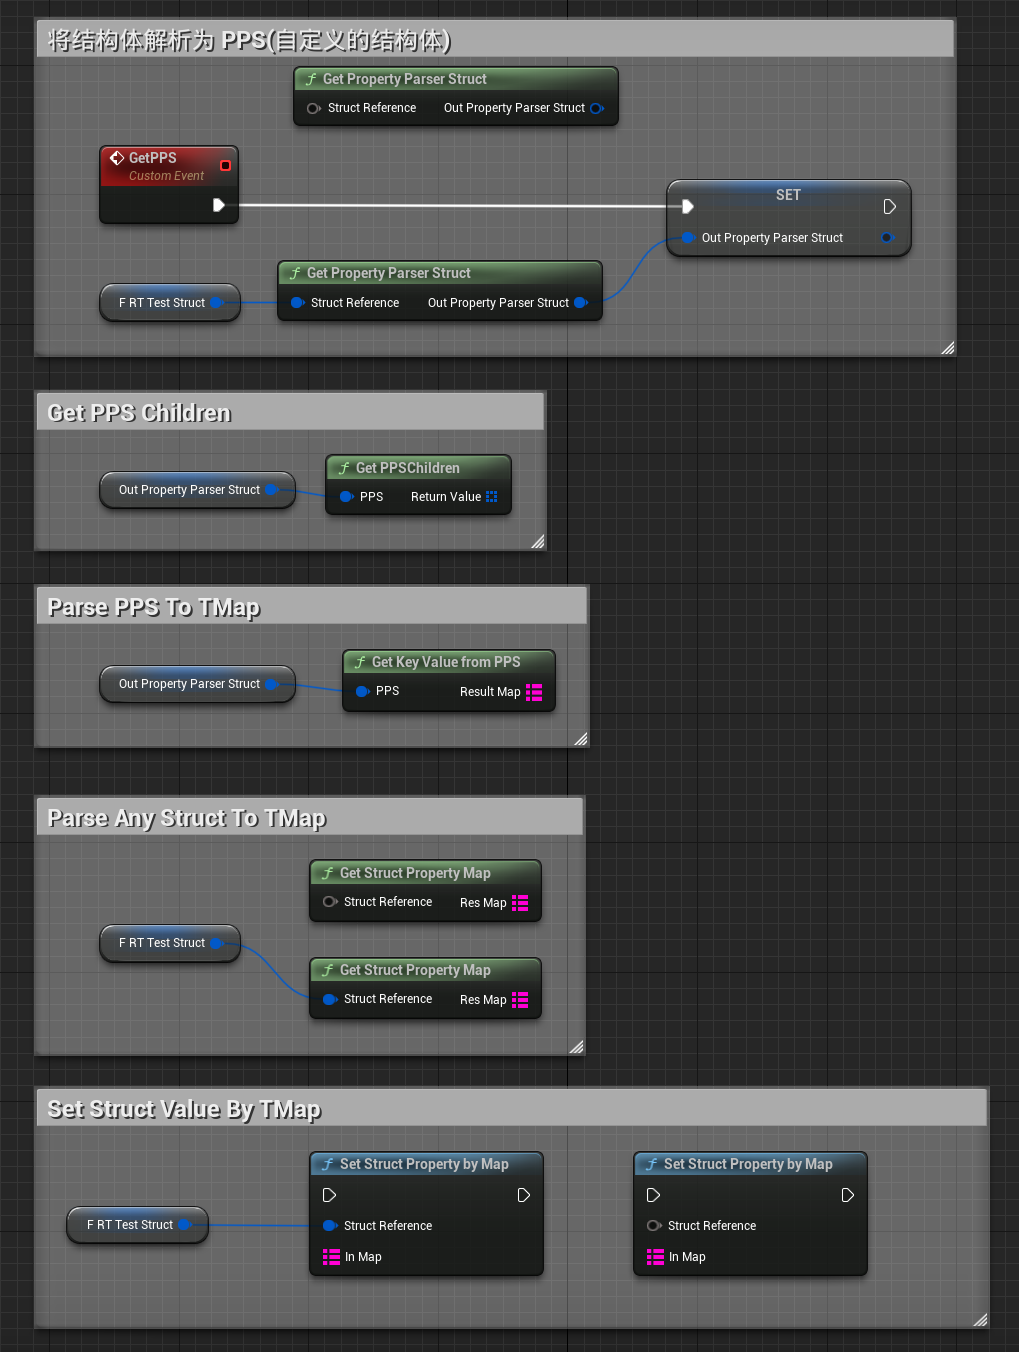 将结构体解析为 PPS(自定义的结构体)
Get Property Parser Struct
Struct Reference Out Property Parser Struct
GetPPS
Custom Event
SET
Out Property Parser Struct
Get Property Parser Struct
F RT Test Struct
Struct Reference Out Property Parser Struct
Get PPS Children
Get PPSChildren
Out Property Parser Struct
PPS Return Value
Parse PPS To TMap
Get Key Value from PPS
Out Property Parser Struct
PPS Result Map
Parse Any Struct To TMap
Get Struct Property Map
Struct Reference Res Map
F RT Test Struct
Get Struct Property Map
Struct Reference Res Map
Set Struct Value By TMap
Set Struct Property by Map
F RT Test Struct
Struct Reference
In Map
Set Struct Property by Map
Struct Reference
In Map